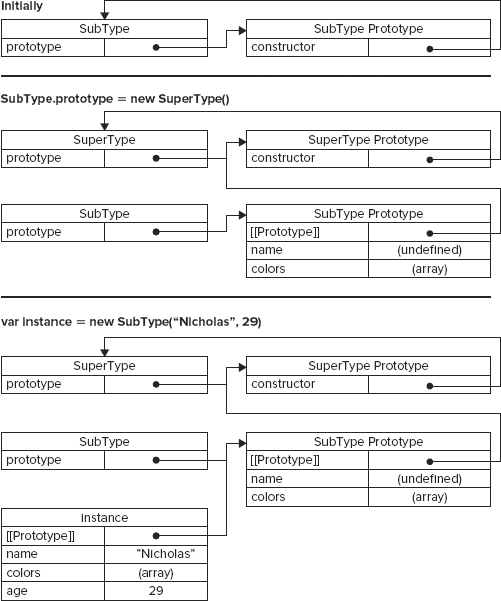 Initially
SubType
SubType Prototype
prototype
constructor
SubType.prototype = new SuperType()
SuperType
SuperType Prototype
prototype
constructor
SubType
SubType Prototype
prototype
[[Prototype]]
name (undefined)
colors (array)
var instance = new SubType(“Nicholas”, 29)
SuperType
SuperType Prototype
prototype
constructor
SubType
SubType Prototype
prototype
[[Prototype]]
name (undefined)
colors (array)
instance
[[Prototype]]
name “Nicholas”
colors (array)
age 29